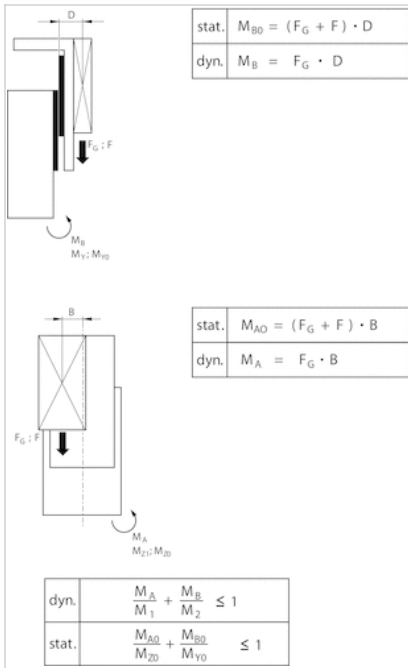 D
stat. M_B0 = (F_G + F) · D
dyn. M_B = F_G · D
F_G ; F
M_B
M_Y ; M_Y0
B
stat. M_AO = (F_G + F) · B
dyn. M_A = F_G · B
F_G ; F
M_A
M_Z1 ; M_Z0
dyn. M_A/M_1 + M_B/M_2 ≤ 1
stat. M_A0/M_Z0 + M_B0/M_Y0 ≤ 1